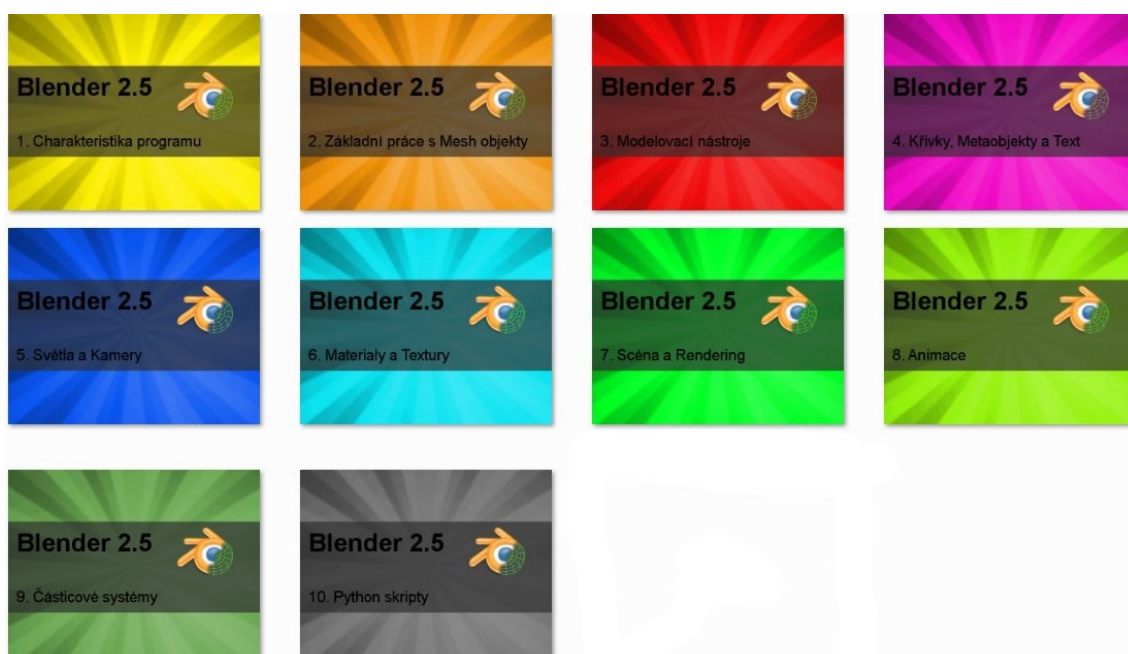 Blender 2.5
1. Charakteristika programu
Blender 2.5
2. Základní práce s Mesh objekty
Blender 2.5
3. Modelovací nástroje
Blender 2.5
4. Křivky, Metaobjekty a Text
Blender 2.5
5. Světla a Kamery
Blender 2.5
6. Materialy a Textury
Blender 2.5
7. Scéna a Rendering
Blender 2.5
8. Animace
Blender 2.5
9. Částicové systémy
Blender 2.5
10. Python skripty